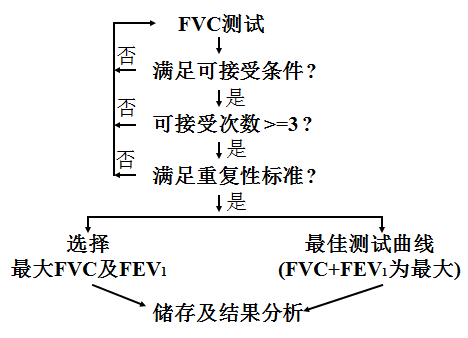 FVC测试
否
满足可接受条件？
是
否
可接受次数>=3？
是
否
满足重复性标准？
是
选择
最大FVC及FEV₁
最佳测试曲线
(FVC+FEV₁为最大)
储存及结果分析